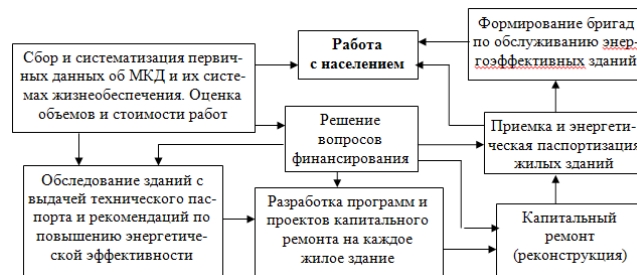 Сбор и систематизация первич-
ных данных об МКД и их систе-
мах жизнеобеспечения. Оценка
объемов и стоимости работ
Работа
с населением
Формирование бригад
по обслуживанию энер-
гоэффективных зданий
Решение
вопросов
финансирования
Приемка и энергети-
ческая паспортизация
жилых зданий
Обследование зданий с
выдачей технического пас-
порта и рекомендаций по
повышению энергетиче-
ской эффективности
Разработка программ и
проектов капитального
ремонта на каждое
жилое здание
Капитальный
ремонт
(реконструкция)